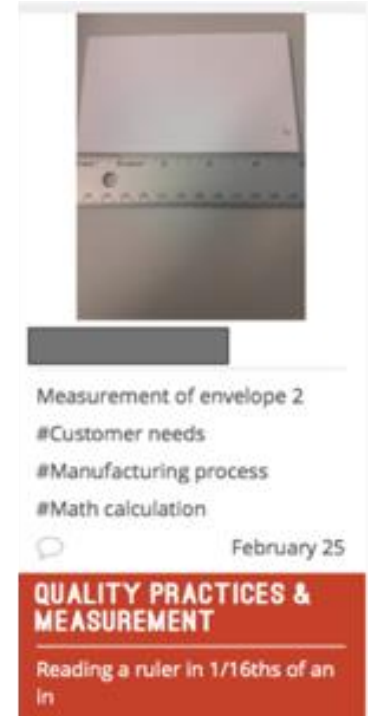 Measurement of envelope 2
#Customer needs
#Manufacturing process
#Math calculation
February 25
QUALITY PRACTICES &
MEASUREMENT
Reading a ruler in 1/16ths of an
in